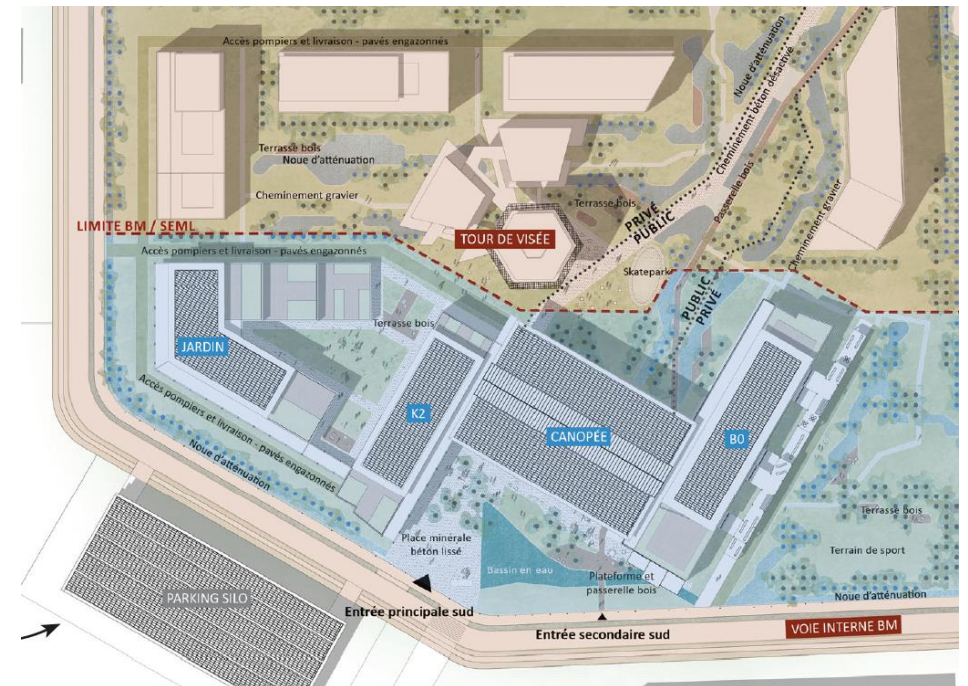 Accès pompiers et livraison - pavés engazonnés
Noue d'atténuation
Cheminement béton désactivé
Terrasse bois
Noue d'atténuation
Cheminement gravier
Terrasse bois
Passerelle bois
Cheminement gravier
LIMITE BM / SEML
TOUR DE VISÉE
PRIVÉ
PUBLIC
Accès pompiers et livraison - pavés engazonnés
Skatepark
PUBLIC
PRIVÉ
Terrasse bois
JARDIN
K2
CANOPÉE
B0
Accès pompiers et livraison - pavés engazonnés
Noue d'atténuation
Terrasse bois
Place minérale
béton lissé
Terrain de sport
Bassin en eau
Plateforme et
passerelle bois
PARKING SILO
Noue d'atténuation
Entrée principale sud
Entrée secondaire sud
VOIE INTERNE BM